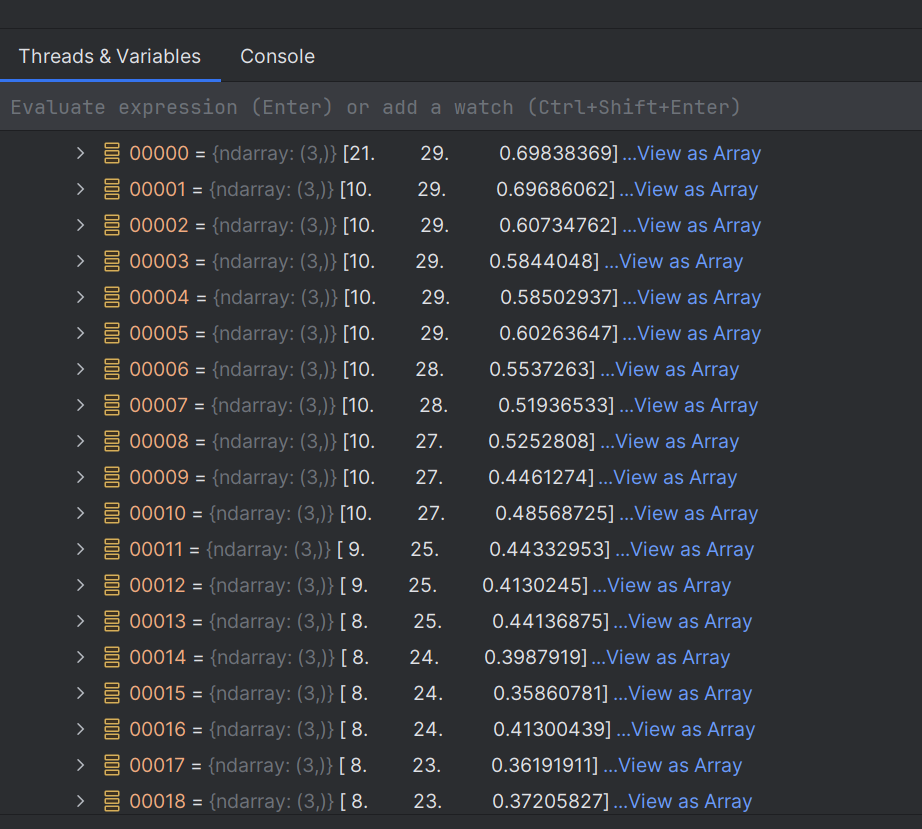 Threads & Variables Console
Evaluate expression (Enter) or add a watch (Ctrl+Shift+Enter)
00000 = {ndarray: (3,)} [21. 29. 0.69838369] ...View as Array
00001 = {ndarray: (3,)} [10. 29. 0.69686062] ...View as Array
00002 = {ndarray: (3,)} [10. 29. 0.60734762] ...View as Array
00003 = {ndarray: (3,)} [10. 29. 0.5844048] ...View as Array
00004 = {ndarray: (3,)} [10. 29. 0.58502937] ...View as Array
00005 = {ndarray: (3,)} [10. 29. 0.60263647] ...View as Array
00006 = {ndarray: (3,)} [10. 28. 0.5537263] ...View as Array
00007 = {ndarray: (3,)} [10. 28. 0.51936533] ...View as Array
00008 = {ndarray: (3,)} [10. 27. 0.5252808] ...View as Array
00009 = {ndarray: (3,)} [10. 27. 0.4461274] ...View as Array
00010 = {ndarray: (3,)} [10. 27. 0.48568725] ...View as Array
00011 = {ndarray: (3,)} [ 9. 25. 0.44332953] ...View as Array
00012 = {ndarray: (3,)} [ 9. 25. 0.4130245] ...View as Array
00013 = {ndarray: (3,)} [ 8. 25. 0.44136875] ...View as Array
00014 = {ndarray: (3,)} [ 8. 24. 0.3987919] ...View as Array
00015 = {ndarray: (3,)} [ 8. 24. 0.35860781] ...View as Array
00016 = {ndarray: (3,)} [ 8. 24. 0.41300439] ...View as Array
00017 = {ndarray: (3,)} [ 8. 23. 0.36191911] ...View as Array
00018 = {ndarray: (3,)} [ 8. 23. 0.37205827] ...View as Array